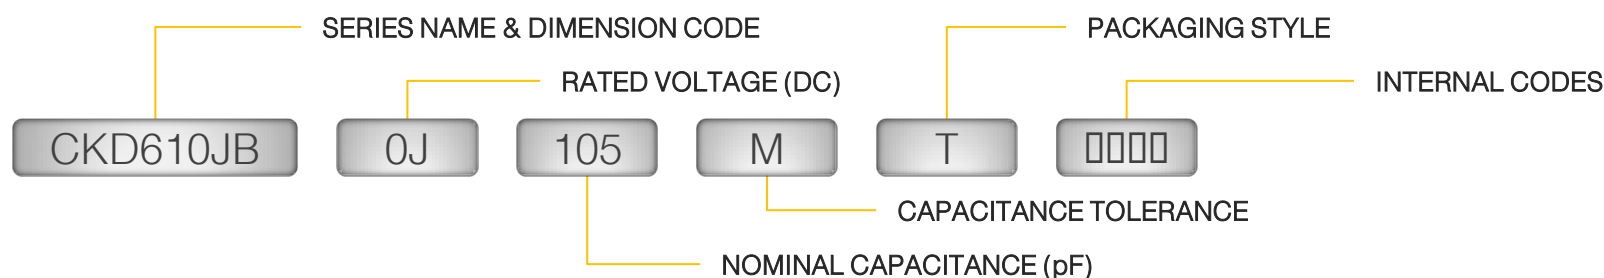 SERIES NAME & DIMENSION CODE
PACKAGING STYLE
RATED VOLTAGE (DC)
INTERNAL CODES
CKD610JB 0J 105 M T ▯▯▯▯
CAPACITANCE TOLERANCE
NOMINAL CAPACITANCE (pF)